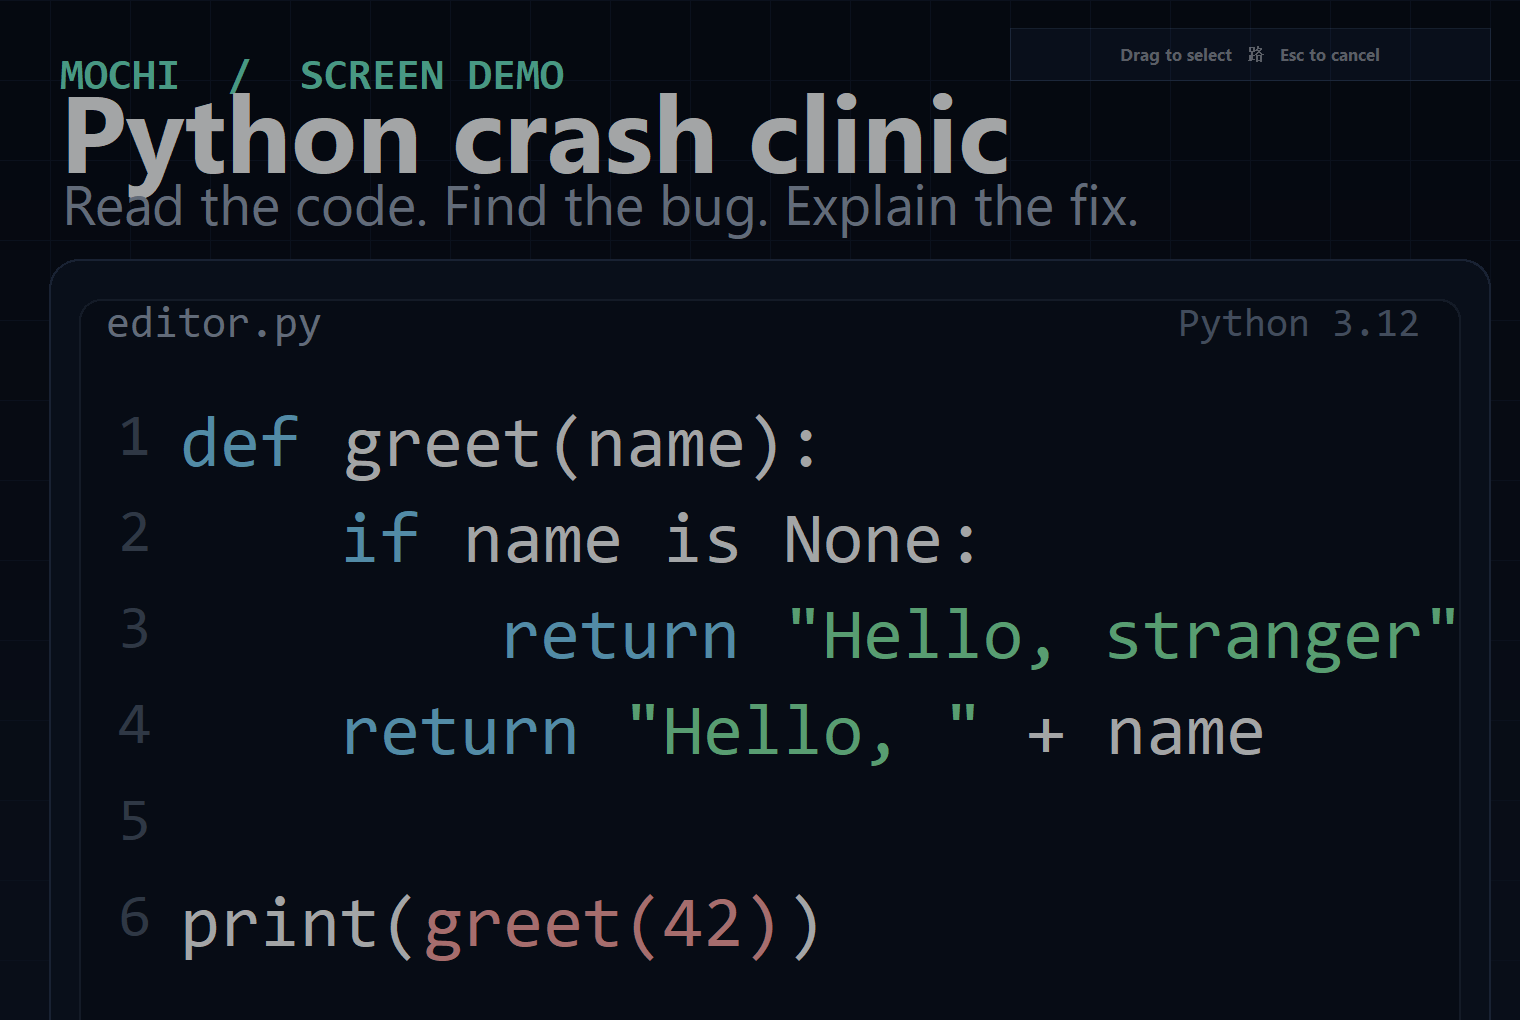 MOCHI / SCREEN DEMO
Drag to select 路 Esc to cancel
Python crash clinic
Read the code. Find the bug. Explain the fix.
editor.py
Python 3.12
1 def greet(name):
2     if name is None:
3         return "Hello, stranger"
4     return "Hello, " + name
5
6 print(greet(42))